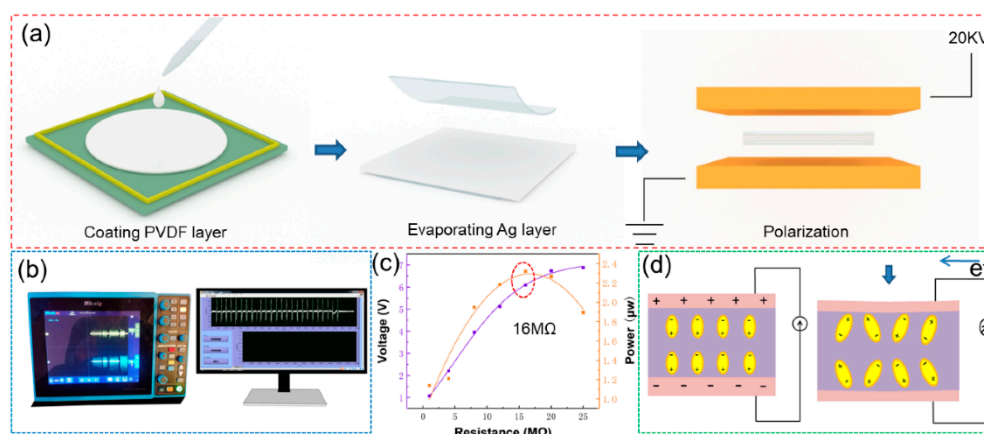 (a)
20KV
Coating PVDF layer
Evaporating Ag layer
Polarization
(b)
Micsig
(c)
7
6
5
4
3
2
1
Voltage (V)
16MΩ
2.4
2.2
2.0
1.8
1.6
1.4
1.2
1.0
Power (μw)
0 5 10 15 20 25
Resistance (MΩ)
(d)
e
+ + + + +
− − − − −